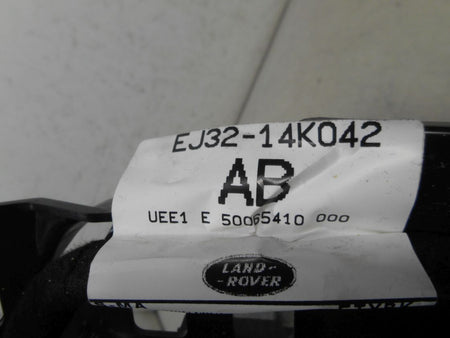 EJ32-14K042
AB
UEE1 E 50065410 000
LAND-
-ROVER